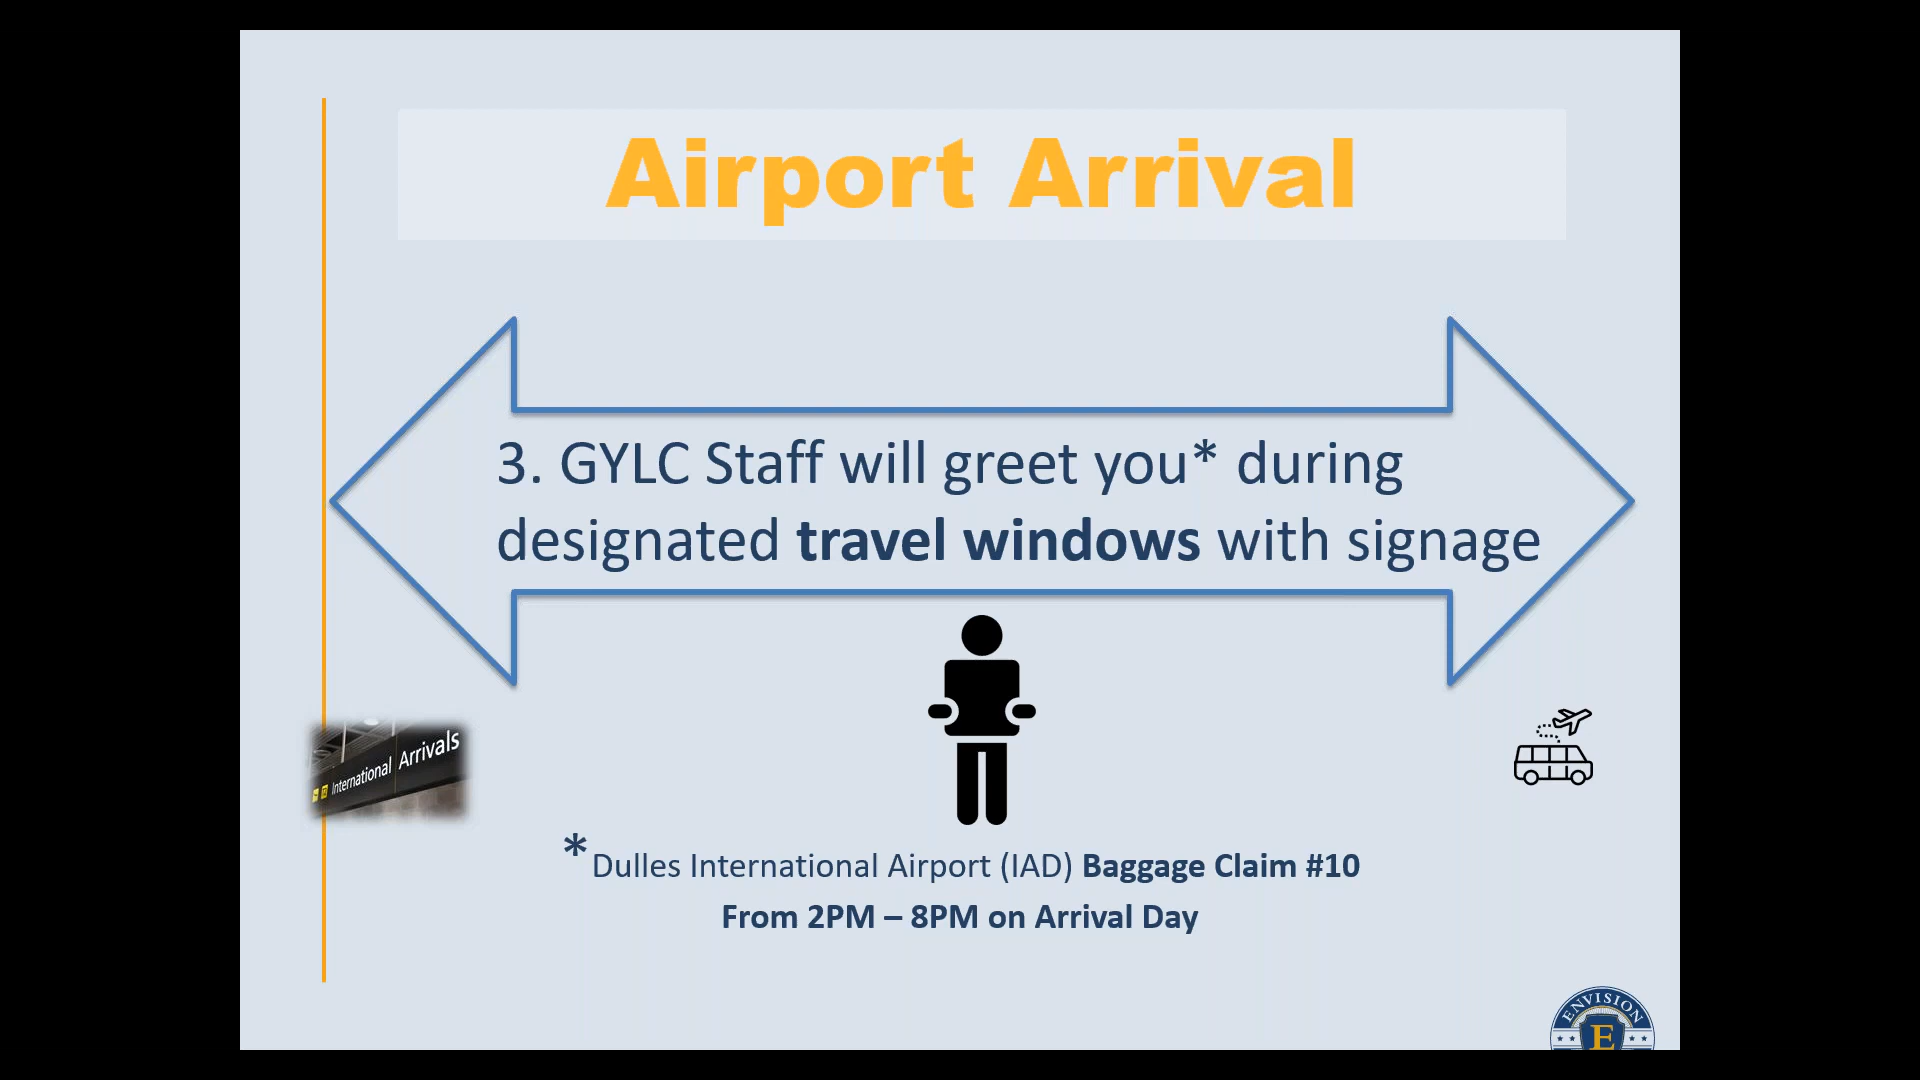 Airport Arrival
3. GYLC Staff will greet you* during
designated travel windows with signage
International Arrivals
*Dulles International Airport (IAD) Baggage Claim #10
From 2PM – 8PM on Arrival Day
ENVISION
E